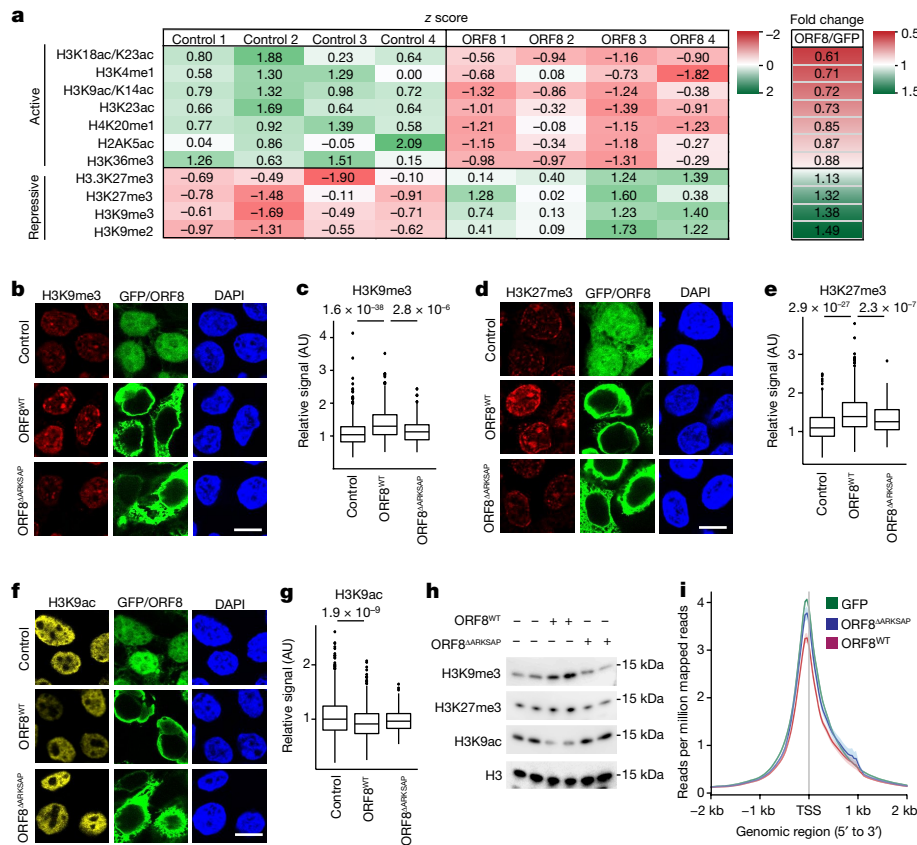 a
z score
Fold change
Control 1 Control 2 Control 3 Control 4 ORF8 1 ORF8 2 ORF8 3 ORF8 4
ORF8/GFP
Active
H3K18ac/K23ac 0.80 1.88 0.23 0.64 −0.56 −0.94 −1.16 −0.90 0.61
H3K4me1 0.58 1.30 1.29 0.00 −0.68 0.08 −0.73 −1.82 0.71
H3K9ac/K14ac 0.79 1.32 0.98 0.72 −1.32 −0.86 −1.24 −0.38 0.72
H3K23ac 0.66 1.69 0.64 0.64 −1.01 −0.32 −1.39 −0.91 0.73
H4K20me1 0.77 0.92 1.39 0.58 −1.21 −0.08 −1.15 −1.23 0.85
H2AK5ac 0.04 0.86 −0.05 2.09 −1.15 −0.34 −1.18 −0.27 0.87
H3K36me3 1.26 0.63 1.51 0.15 −0.98 −0.97 −1.31 −0.29 0.88
Repressive
H3.3K27me3 −0.69 −0.49 −1.90 −0.10 0.14 0.40 1.24 1.39 1.13
H3K27me3 −0.78 −1.48 −0.11 −0.91 1.28 0.02 1.60 0.38 1.32
H3K9me3 −0.61 −1.69 −0.49 −0.71 0.74 0.13 1.23 1.40 1.38
H3K9me2 −0.97 −1.31 −0.55 −0.62 0.41 0.09 1.73 1.22 1.49
−2
0
2
0.5
1
1.5
b
H3K9me3 GFP/ORF8 DAPI
Control
ORF8WT
ORF8ΔARKSAP
c
H3K9me3
1.6 × 10−38 2.8 × 10−6
Relative signal (AU)
4
3
2
1
Control
ORF8WT
ORF8ΔARKSAP
d
H3K27me3 GFP/ORF8 DAPI
Control
ORF8WT
ORF8ΔARKSAP
e
H3K27me3
2.9 × 10−27 2.3 × 10−7
Relative signal (AU)
3
2
1
Control
ORF8WT
ORF8ΔARKSAP
f
H3K9ac GFP/ORF8 DAPI
Control
ORF8WT
ORF8ΔARKSAP
g
H3K9ac
1.9 × 10−9
Relative signal (AU)
2
1
Control
ORF8WT
ORF8ΔARKSAP
h
ORF8WT − − + + − −
ORF8ΔARKSAP − − − − + +
H3K9me3 15 kDa
H3K27me3 15 kDa
H3K9ac 15 kDa
H3 15 kDa
i
Reads per million mapped reads
4
3
2
1
0
GFP
ORF8ΔARKSAP
ORF8WT
−2 kb −1 kb TSS 1 kb 2 kb
Genomic region (5′ to 3′)